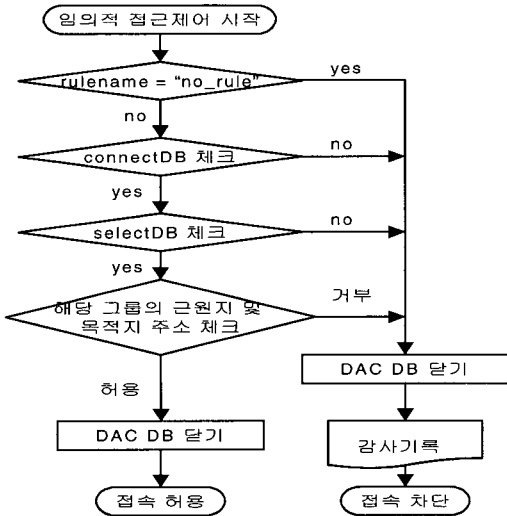 임의적 접근제어 시작
rulename = "no_rule"
yes
no
connectDB 체크
no
yes
selectDB 체크
no
yes
해당 그룹의 근원지 및
목적지 주소 체크
거부
허용
DAC DB 닫기
DAC DB 닫기
감사기록
접속 허용
접속 차단